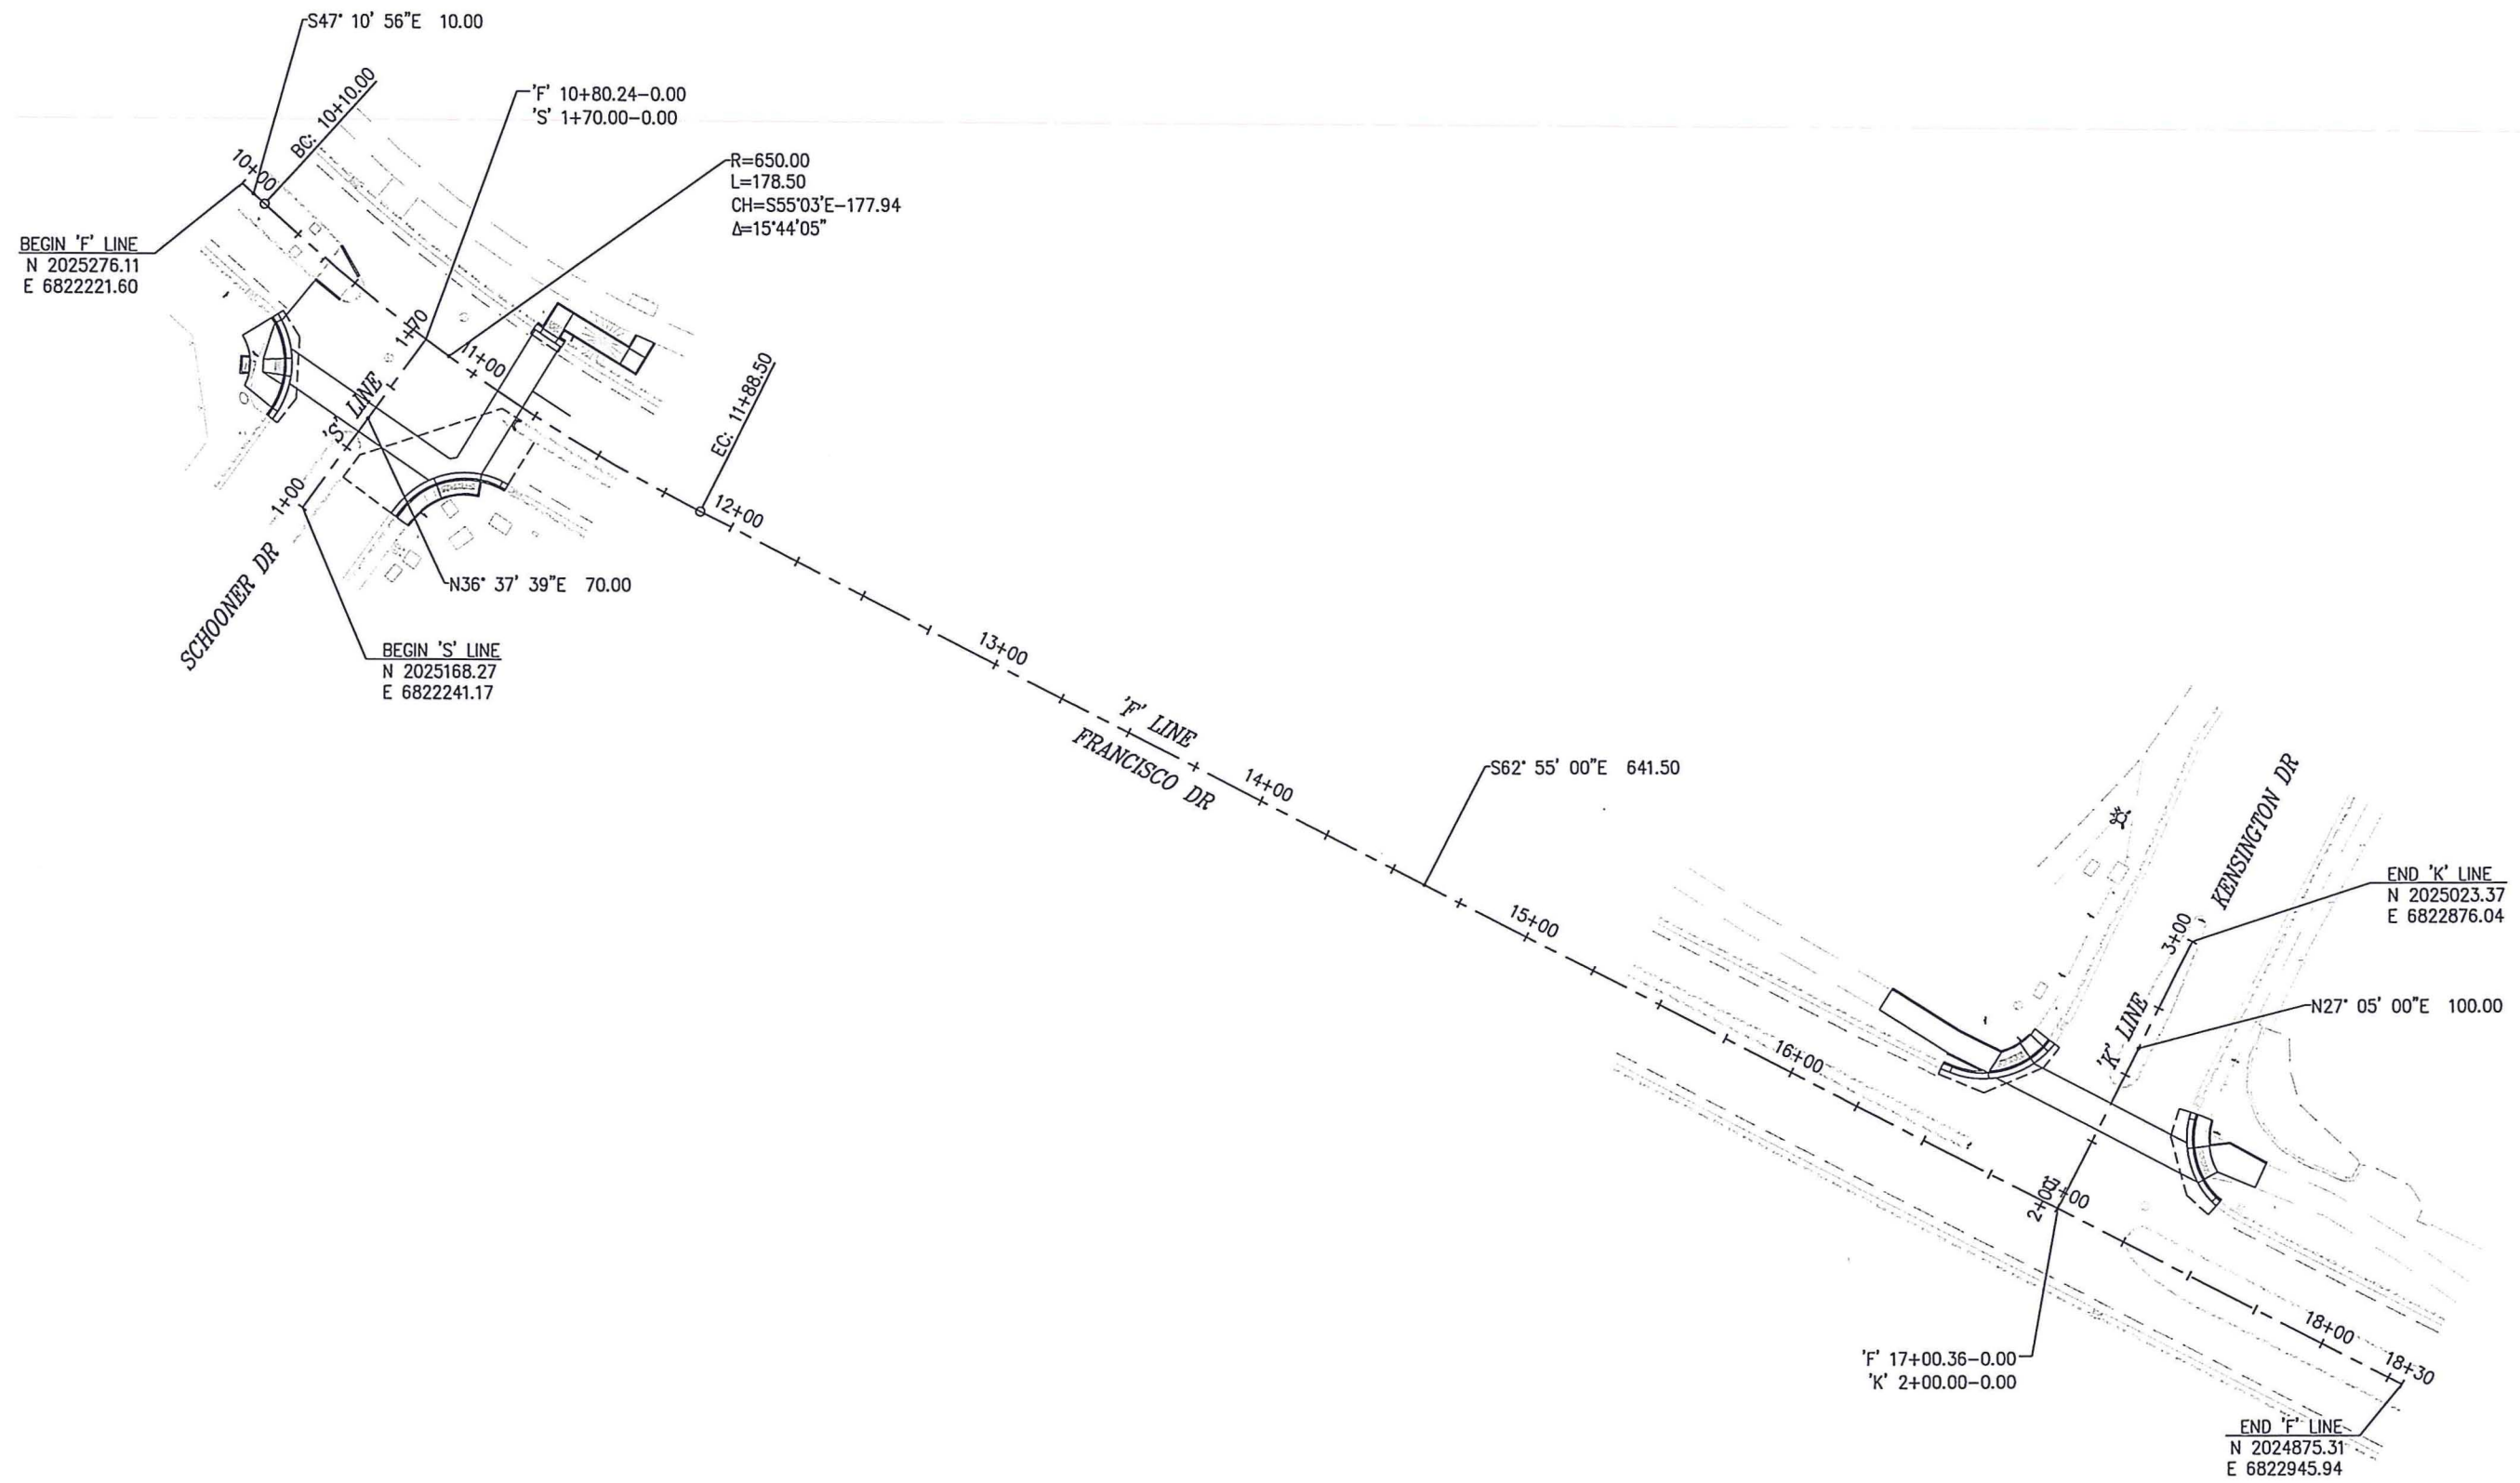 S47° 10' 56"E 10.00
BC: 10+10.00
10+00
'F' 10+80.24-0.00
'S' 1+70.00-0.00
R=650.00
L=178.50
CH=S55°03'E-177.94
Δ=15°44'05"
BEGIN 'F' LINE
N 2025276.11
E 6822221.60
1+70
11+00
'S' LINE
EC: 11+88.50
1+00
12+00
SCHOONER DR
N36° 37' 39"E 70.00
BEGIN 'S' LINE
N 2025168.27
E 6822241.17
13+00
'F' LINE
FRANCISCO DR
14+00
S62° 55' 00"E 641.50
15+00
KENSINGTON DR
END 'K' LINE
N 2025023.37
E 6822876.04
3+00
'K' LINE
N27° 05' 00"E 100.00
16+00
2+00
17+00
'F' 17+00.36-0.00
'K' 2+00.00-0.00
18+00
18+30
END 'F' LINE
N 2024875.31
E 6822945.94